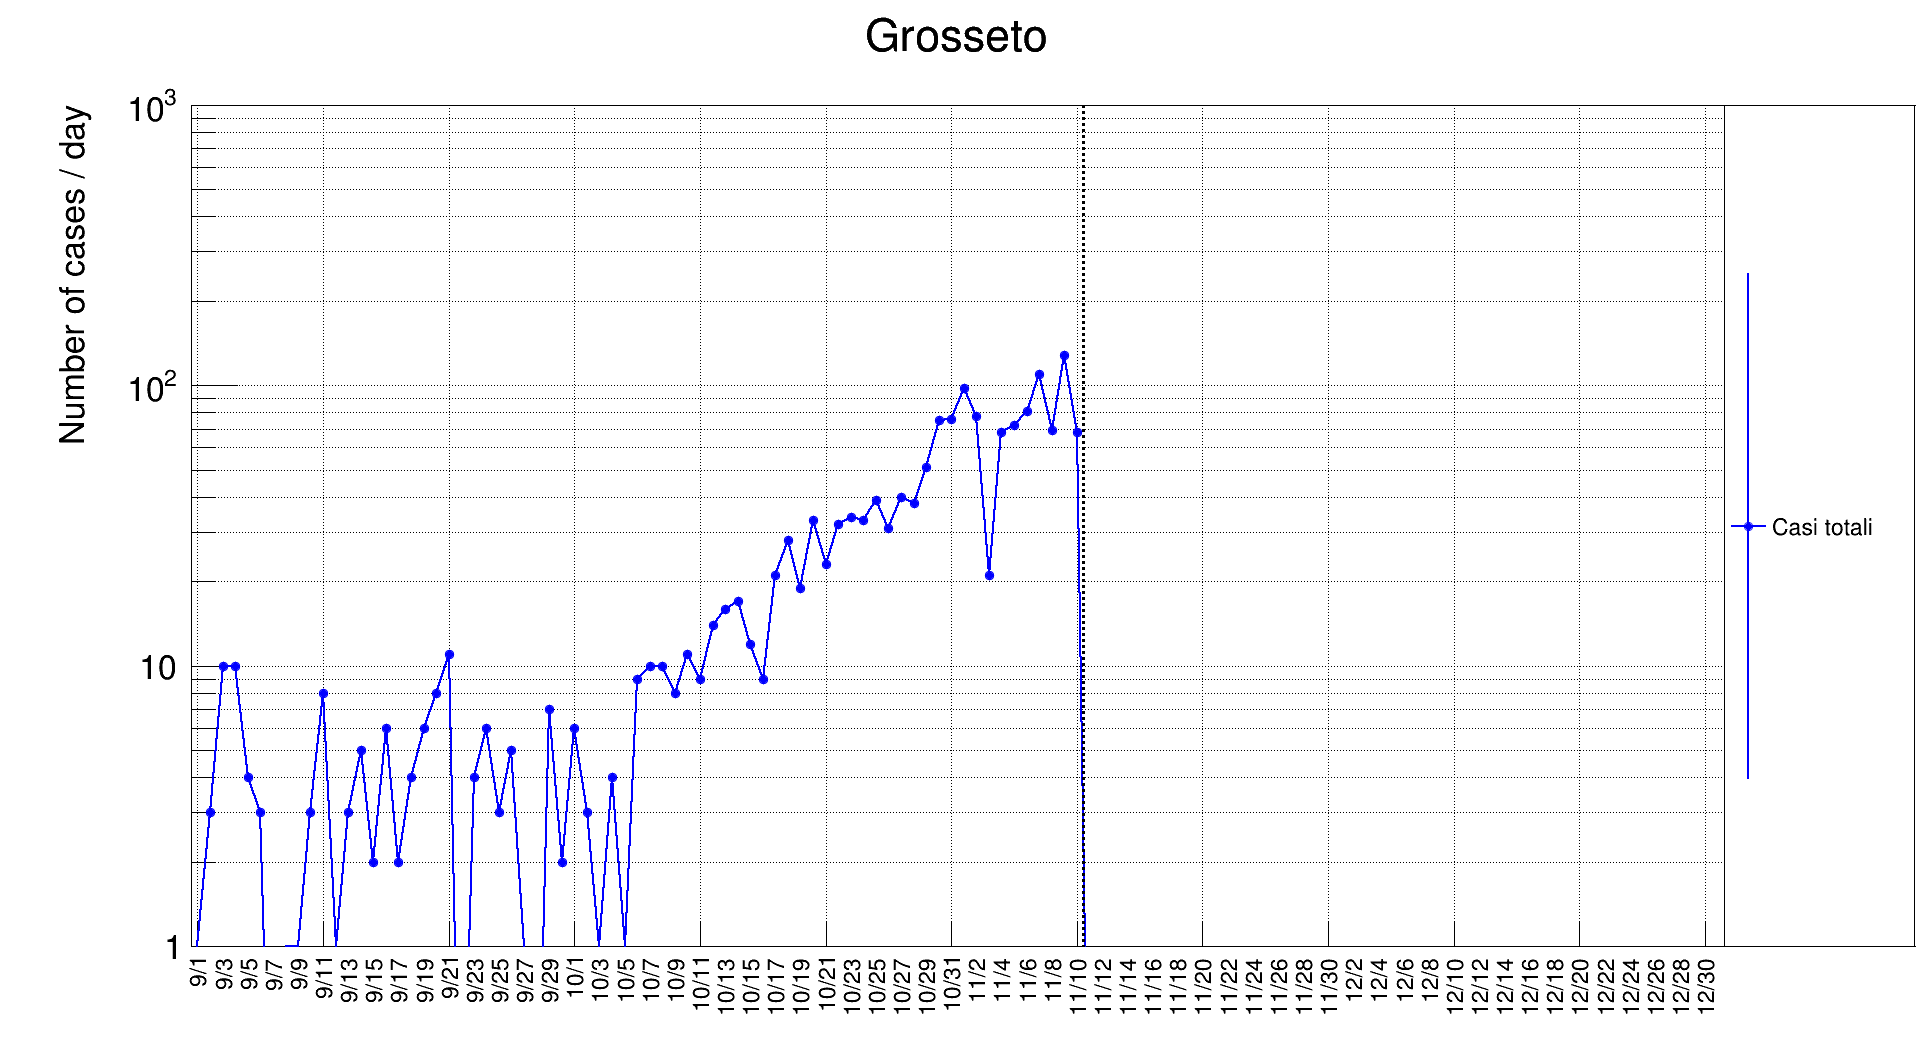 Grosseto
Number of cases / day
10³
10²
10
1
9/1 9/3 9/5 9/7 9/9 9/11 9/13 9/15 9/17 9/19 9/21 9/23 9/25 9/27 9/29 10/1 10/3 10/5 10/7 10/9 10/11 10/13 10/15 10/17 10/19 10/21 10/23 10/25 10/27 10/29 10/31 11/2 11/4 11/6 11/8 11/10 11/12 11/14 11/16 11/18 11/20 11/22 11/24 11/26 11/28 11/30 12/2 12/4 12/6 12/8 12/10 12/12 12/14 12/16 12/18 12/20 12/22 12/24 12/26 12/28 12/30
Casi totali